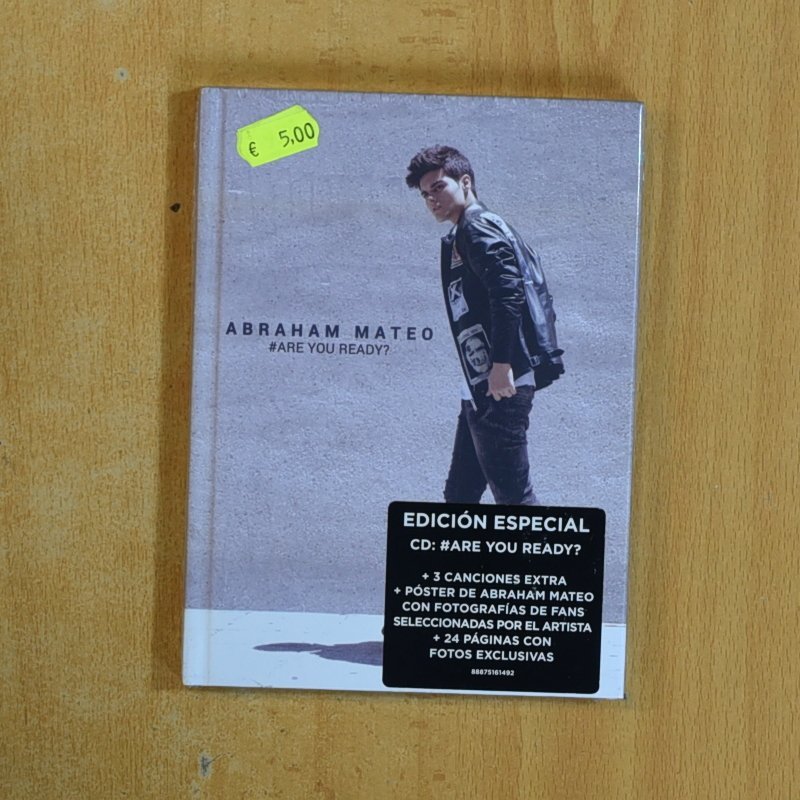 € 5,00
ABRAHAM MATEO
#ARE YOU READY?
EDICIÓN ESPECIAL
CD: #ARE YOU READY?
+ 3 CANCIONES EXTRA
+ PÓSTER DE ABRAHAM MATEO
CON FOTOGRAFÍAS DE FANS
SELECCIONADAS POR EL ARTISTA
+ 24 PÁGINAS CON
FOTOS EXCLUSIVAS
88875161492